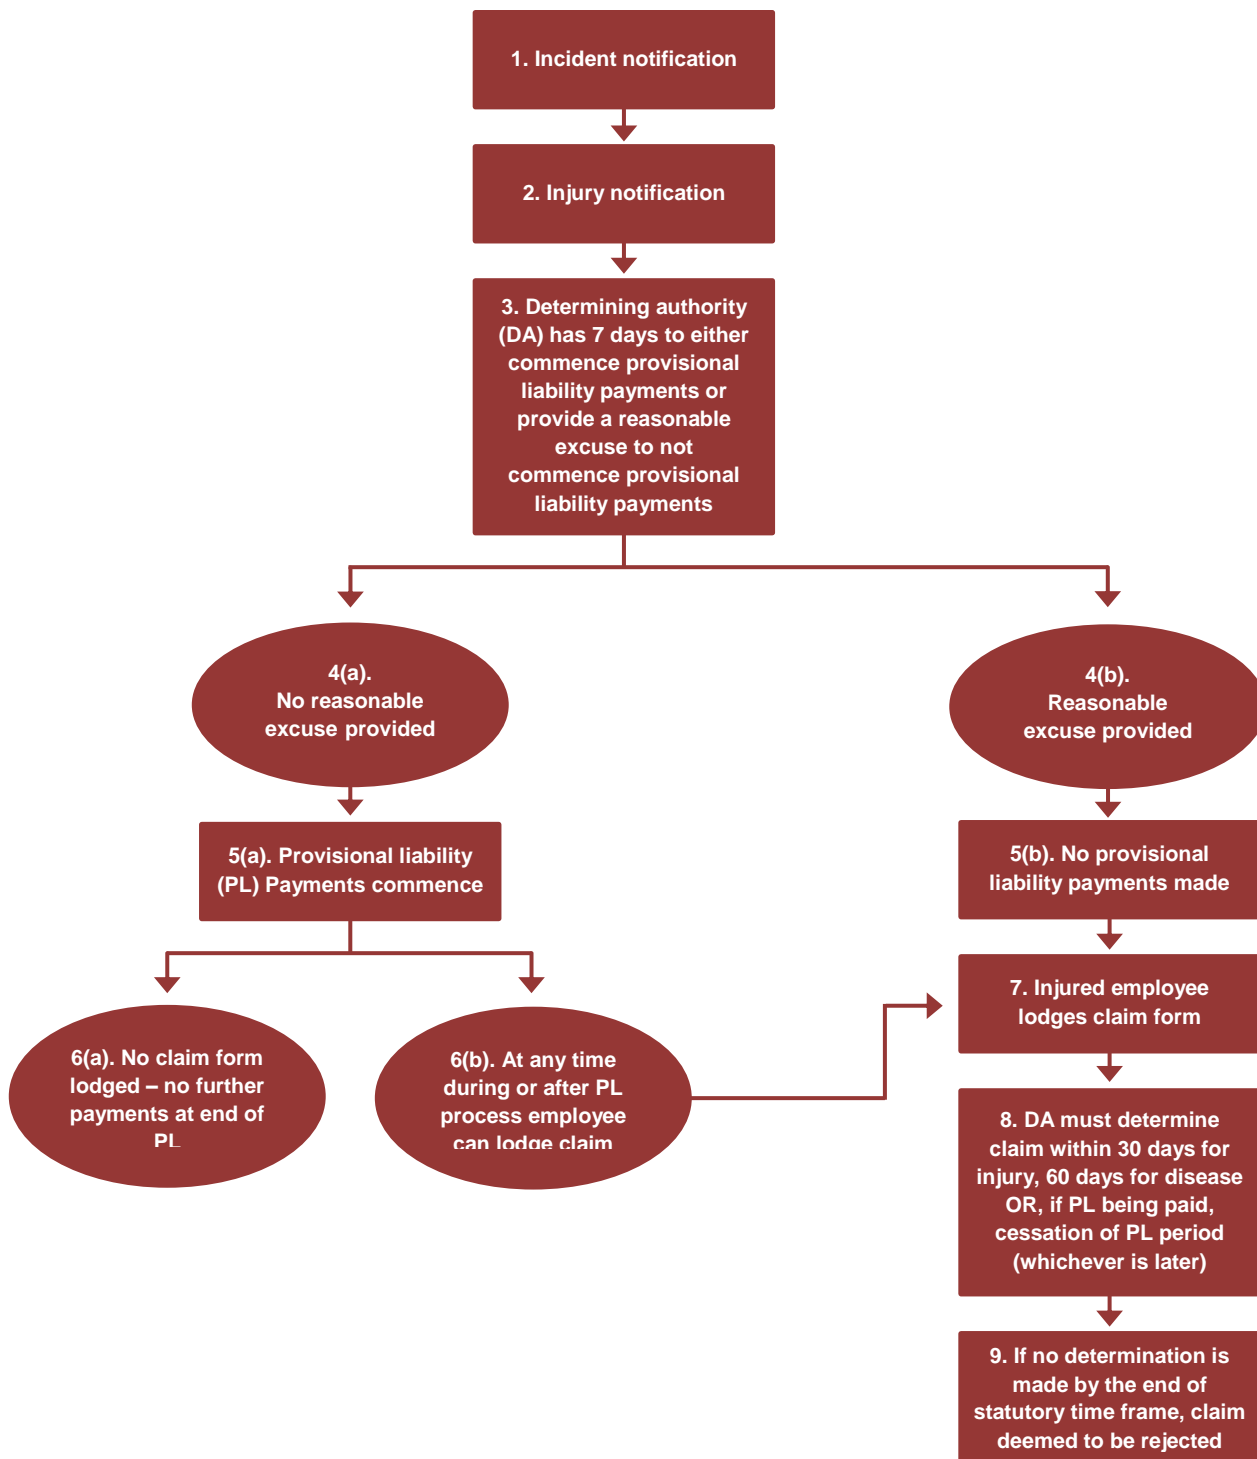 1. Incident notification
2. Injury notification
3. Determining authority
(DA) has 7 days to either
commence provisional
liability payments or
provide a reasonable
excuse to not
commence provisional
liability payments
4(a).
No reasonable
excuse provided
4(b).
Reasonable
excuse provided
5(a). Provisional liability
(PL) Payments commence
5(b). No provisional
liability payments made
6(a). No claim form
lodged – no further
payments at end of
PL
6(b). At any time
during or after PL
process employee
can lodge claim
7. Injured employee
lodges claim form
8. DA must determine
claim within 30 days for
injury, 60 days for disease
OR, if PL being paid,
cessation of PL period
(whichever is later)
9. If no determination is
made by the end of
statutory time frame, claim
deemed to be rejected